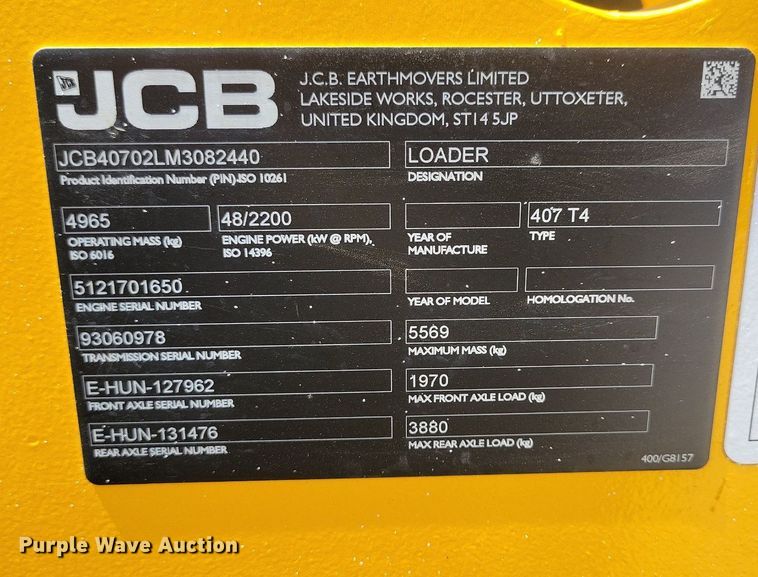 JCB
J.C.B. EARTHMOVERS LIMITED
LAKESIDE WORKS, ROCESTER, UTTOXETER,
UNITED KINGDOM, ST14 5JP
JCB40702LM3082440
Product Identification Number (PIN)-ISO 10261
LOADER
DESIGNATION
4965
OPERATING MASS (kg)
ISO 6016
48/2200
ENGINE POWER (kW @ RPM),
ISO 14396
YEAR OF
MANUFACTURE
407 T4
TYPE
5121701650
ENGINE SERIAL NUMBER
YEAR OF MODEL
HOMOLOGATION No.
93060978
TRANSMISSION SERIAL NUMBER
5569
MAXIMUM MASS (kg)
E-HUN-127962
FRONT AXLE SERIAL NUMBER
1970
MAX FRONT AXLE LOAD (kg)
E-HUN-131476
REAR AXLE SERIAL NUMBER
3880
MAX REAR AXLE LOAD (kg)
400/G8157
Purple Wave Auction